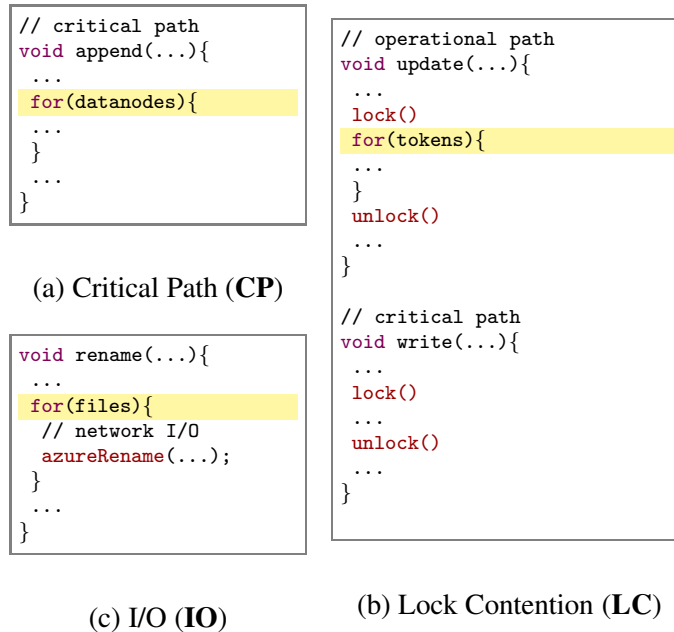 // critical path
void append(...){
...
for(datanodes){
...
}
...
}
(a) Critical Path (CP)
void rename(...){
...
for(files){
// network I/O
azureRename(...);
}
...
}
(c) I/O (IO)
// operational path
void update(...){
...
lock()
for(tokens){
...
}
unlock()
...
}
// critical path
void write(...){
...
lock()
...
unlock()
...
}
(b) Lock Contention (LC)